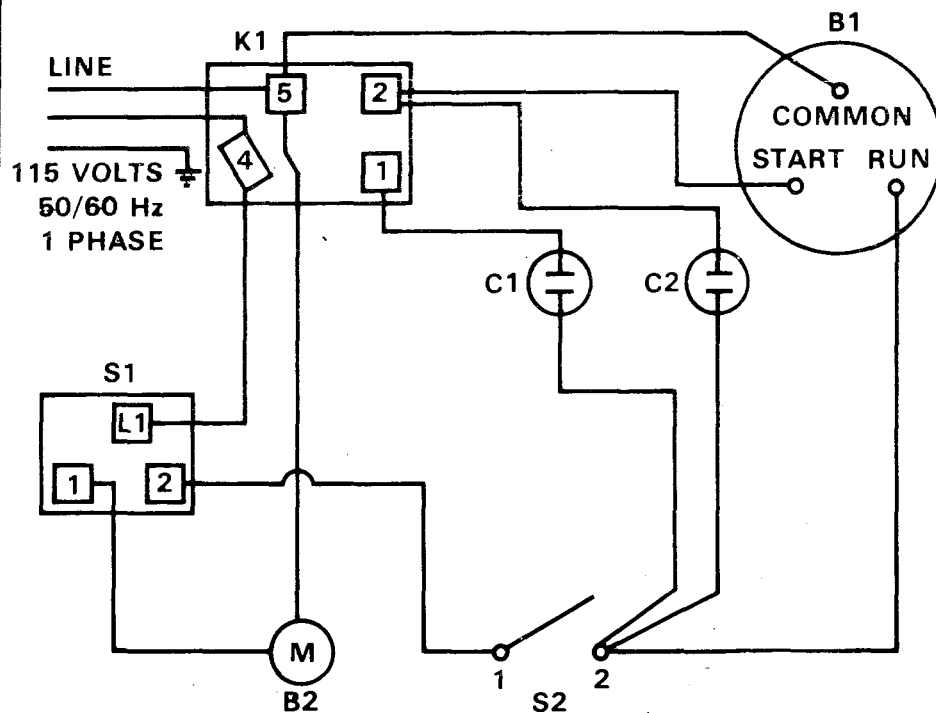 K1
B1
LINE
5
2
COMMON
4
1
START RUN
115 VOLTS
50/60 Hz
1 PHASE
C1
C2
S1
L1
1
2
M
B2
1
2
S2